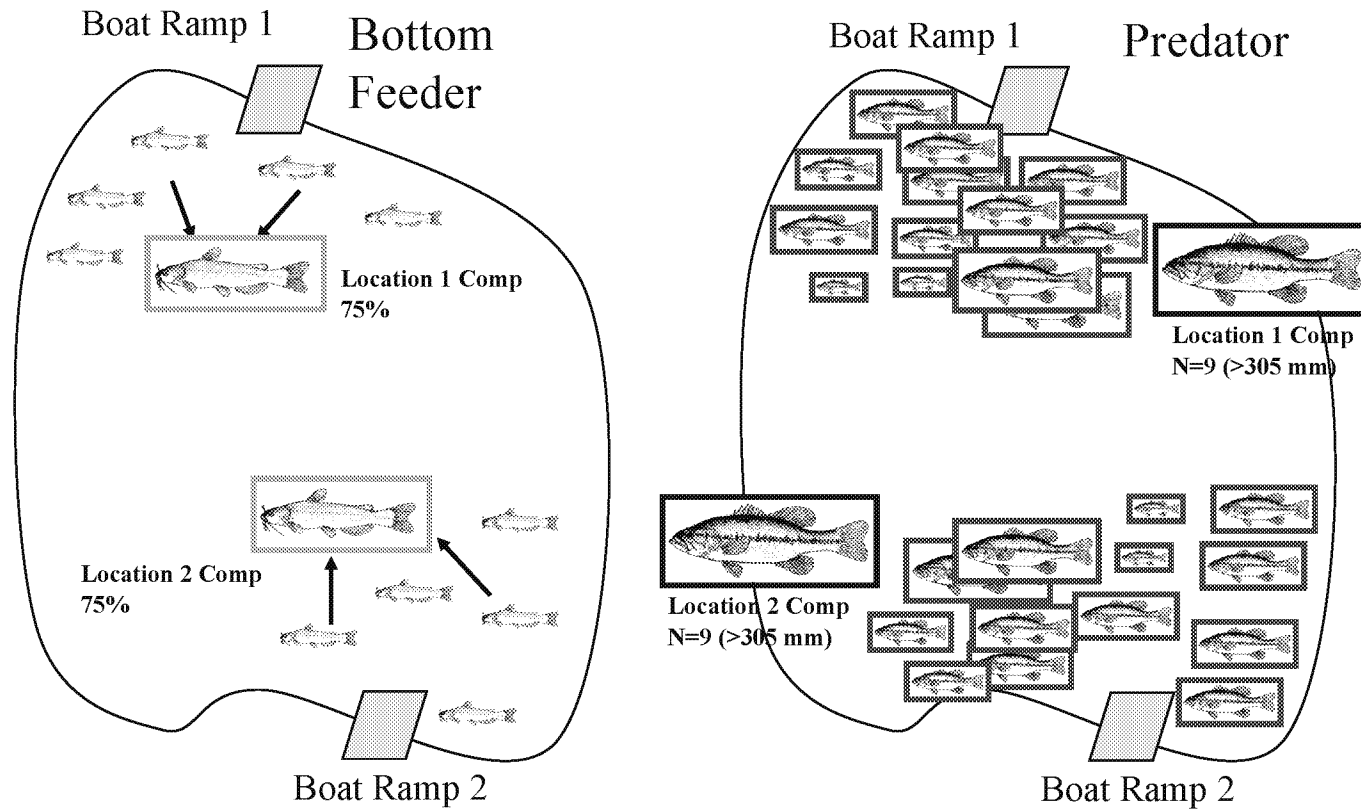 Boat Ramp 1
Bottom
Feeder
Location 1 Comp
75%
Location 2 Comp
75%
Boat Ramp 2
Boat Ramp 1
Predator
Location 1 Comp
N=9 (>305 mm)
Location 2 Comp
N=9 (>305 mm)
Boat Ramp 2